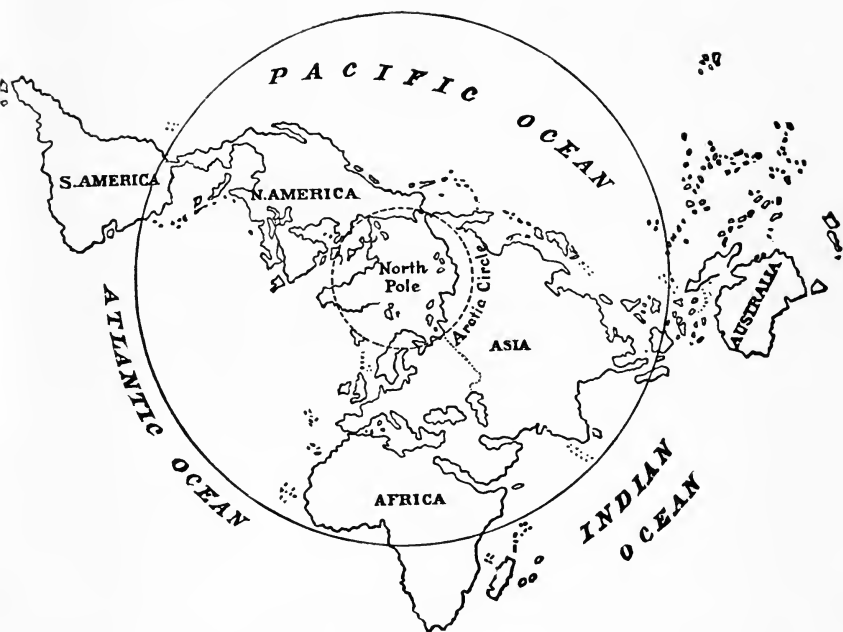 PACIFIC OCEAN
S.AMERICA
N.AMERICA
North
Pole
Arctic Circle
ASIA
AUSTRALIA
ATLANTIC OCEAN
AFRICA
INDIAN
OCEAN